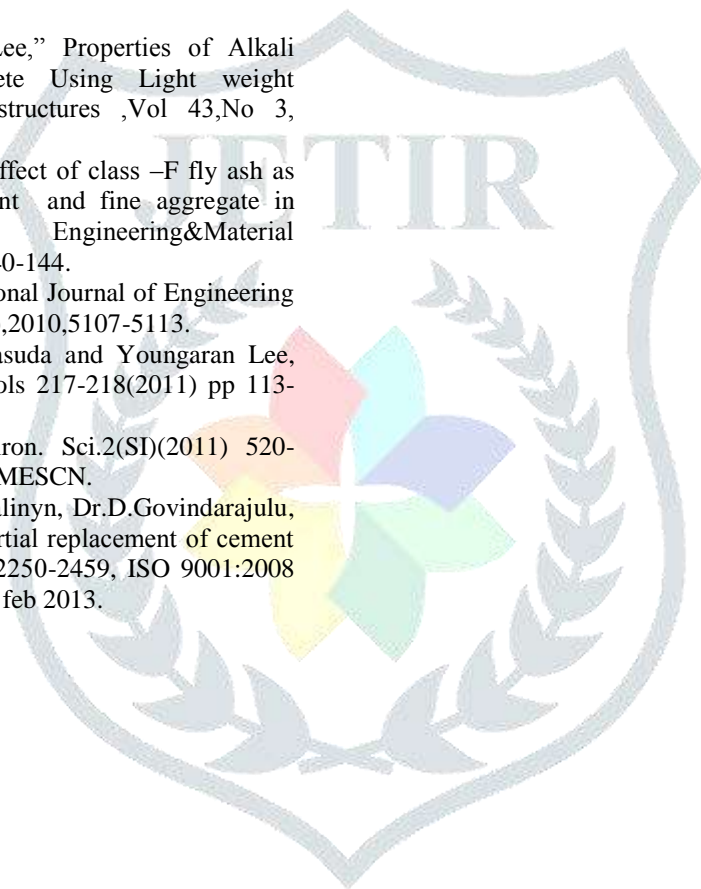 Lee,” Properties of Alkali
ete Using Light weight
structures ,Vol 43,No 3,
ffect of class –F fly ash as
nt and fine aggregate in
Engineering&Material
0-144.
onal Journal of Engineering
,2010,5107-5113.
asuda and Youngaran Lee,
ols 217-218(2011) pp 113-
ron. Sci.2(SI)(2011) 520-
MESCN.
alinyn, Dr.D.Govindarajulu,
rtial replacement of cement
2250-2459, ISO 9001:2008
feb 2013.
JETIR